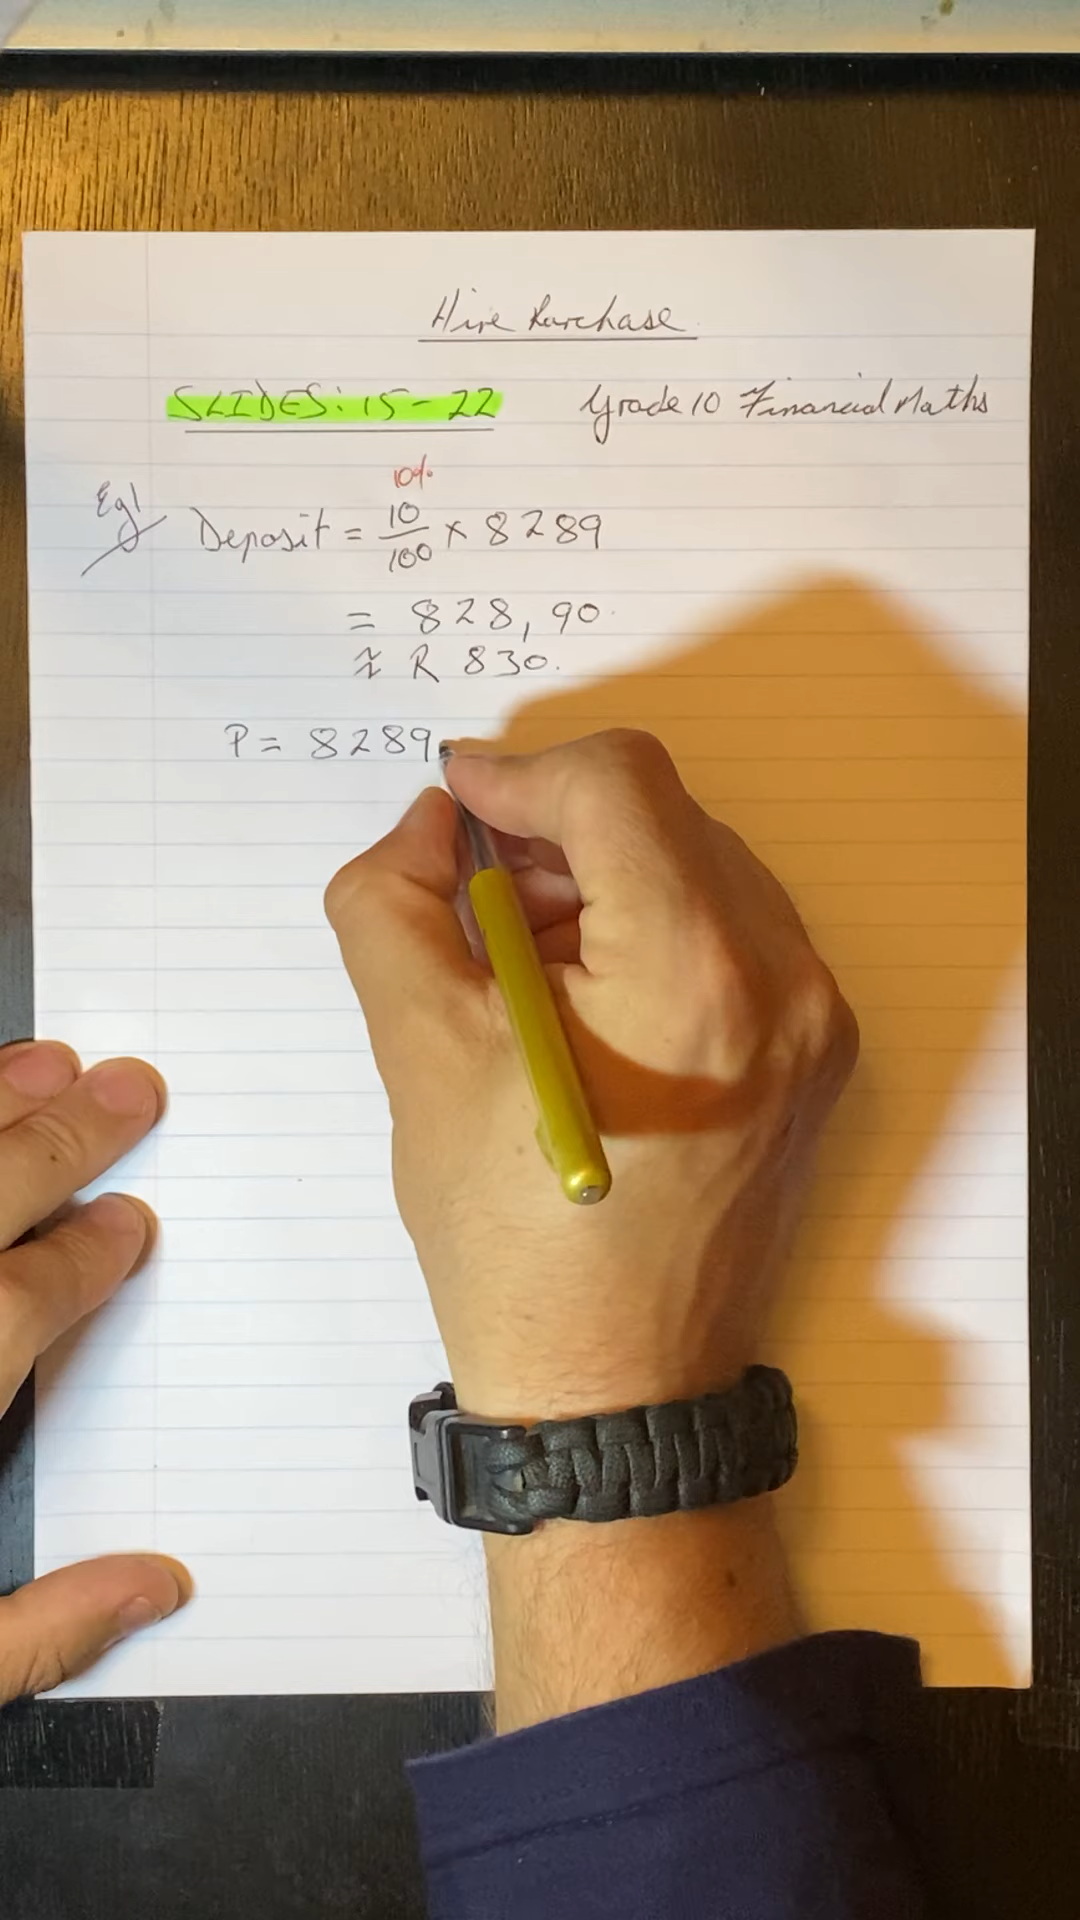 Hire Purchase
SLIDES: 15-22 Grade 10 Financial Maths
10%
Eg1 Deposit = 10/100 × 8289
= 828,90
≈ R 830.
P = 8289